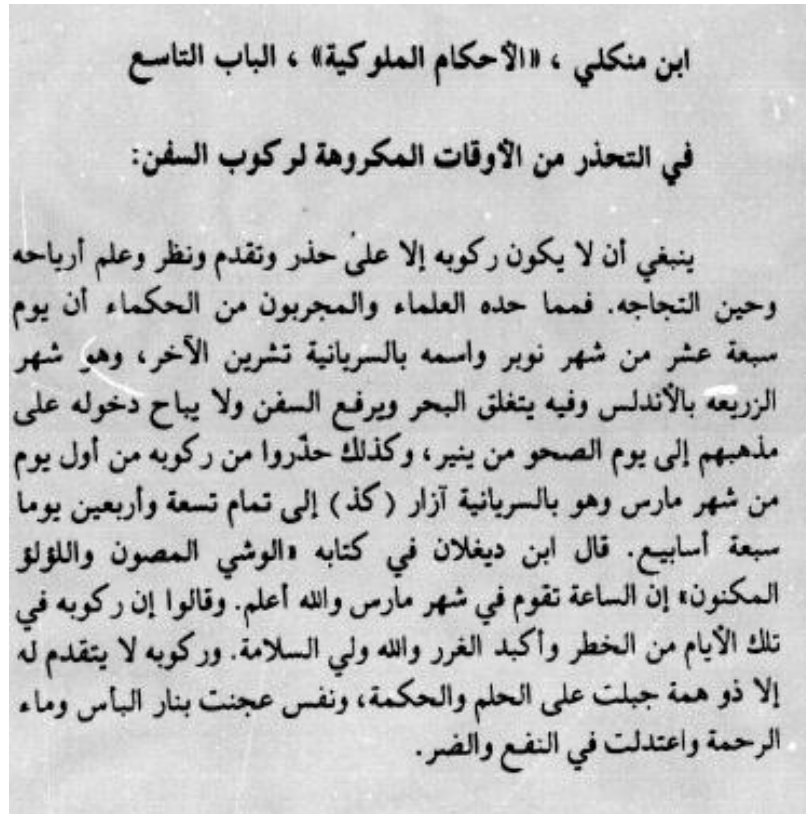 ابن منكلي ، «الأحكام الملوكية» ، الباب التاسع
في التحذر من الأوقات المكروهة لركوب السفن:
ينبغي أن لا يكون ركوبه إلا على حذر وتقدم ونظر وعلم أرياحه
وحين التجاجه. فمما حده العلماء والمجربون من الحكماء أن يوم
سبعة عشر من شهر نوبر واسمه بالسريانية تشرين الآخر، وهو شهر
الزريعه بالأندلس وفيه يتغلق البحر ويرفع السفن ولا يباح دخوله على
مذهبهم إلى يوم الصحو من ينير، وكذلك حذّروا من ركوبه من أول يوم
من شهر مارس وهو بالسريانية آزار (كذ) إلى تمام تسعة وأربعين يوما
سبعة أسابيع. قال ابن ديغلان في كتابه «الوشي المصون واللؤلؤ
المكنون» إن الساعة تقوم في شهر مارس والله أعلم. وقالوا إن ركوبه في
تلك الأيام من الخطر وأكبد الغرر والله ولي السلامة. وركوبه لا يتقدم له
إلا ذو همة جبلت على الحلم والحكمة، ونفس عجنت بنار البأس وماء
الرحمة واعتدلت في النفع والضر.